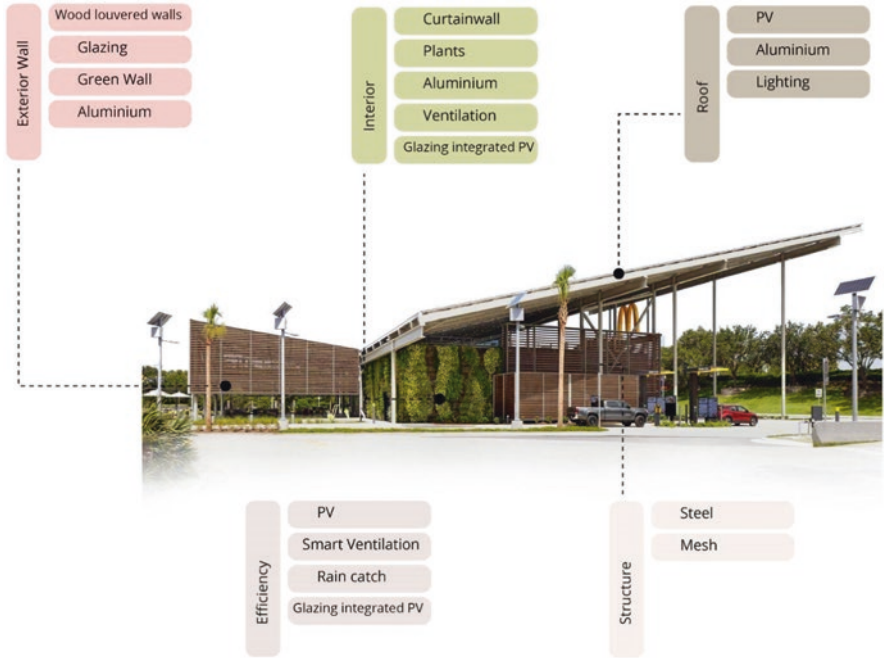 Exterior Wall
Wood louvered walls
Glazing
Green Wall
Aluminium
Interior
Curtainwall
Plants
Aluminium
Ventilation
Glazing integrated PV
Roof
PV
Aluminium
Lighting
Efficiency
PV
Smart Ventilation
Rain catch
Glazing integrated PV
Structure
Steel
Mesh